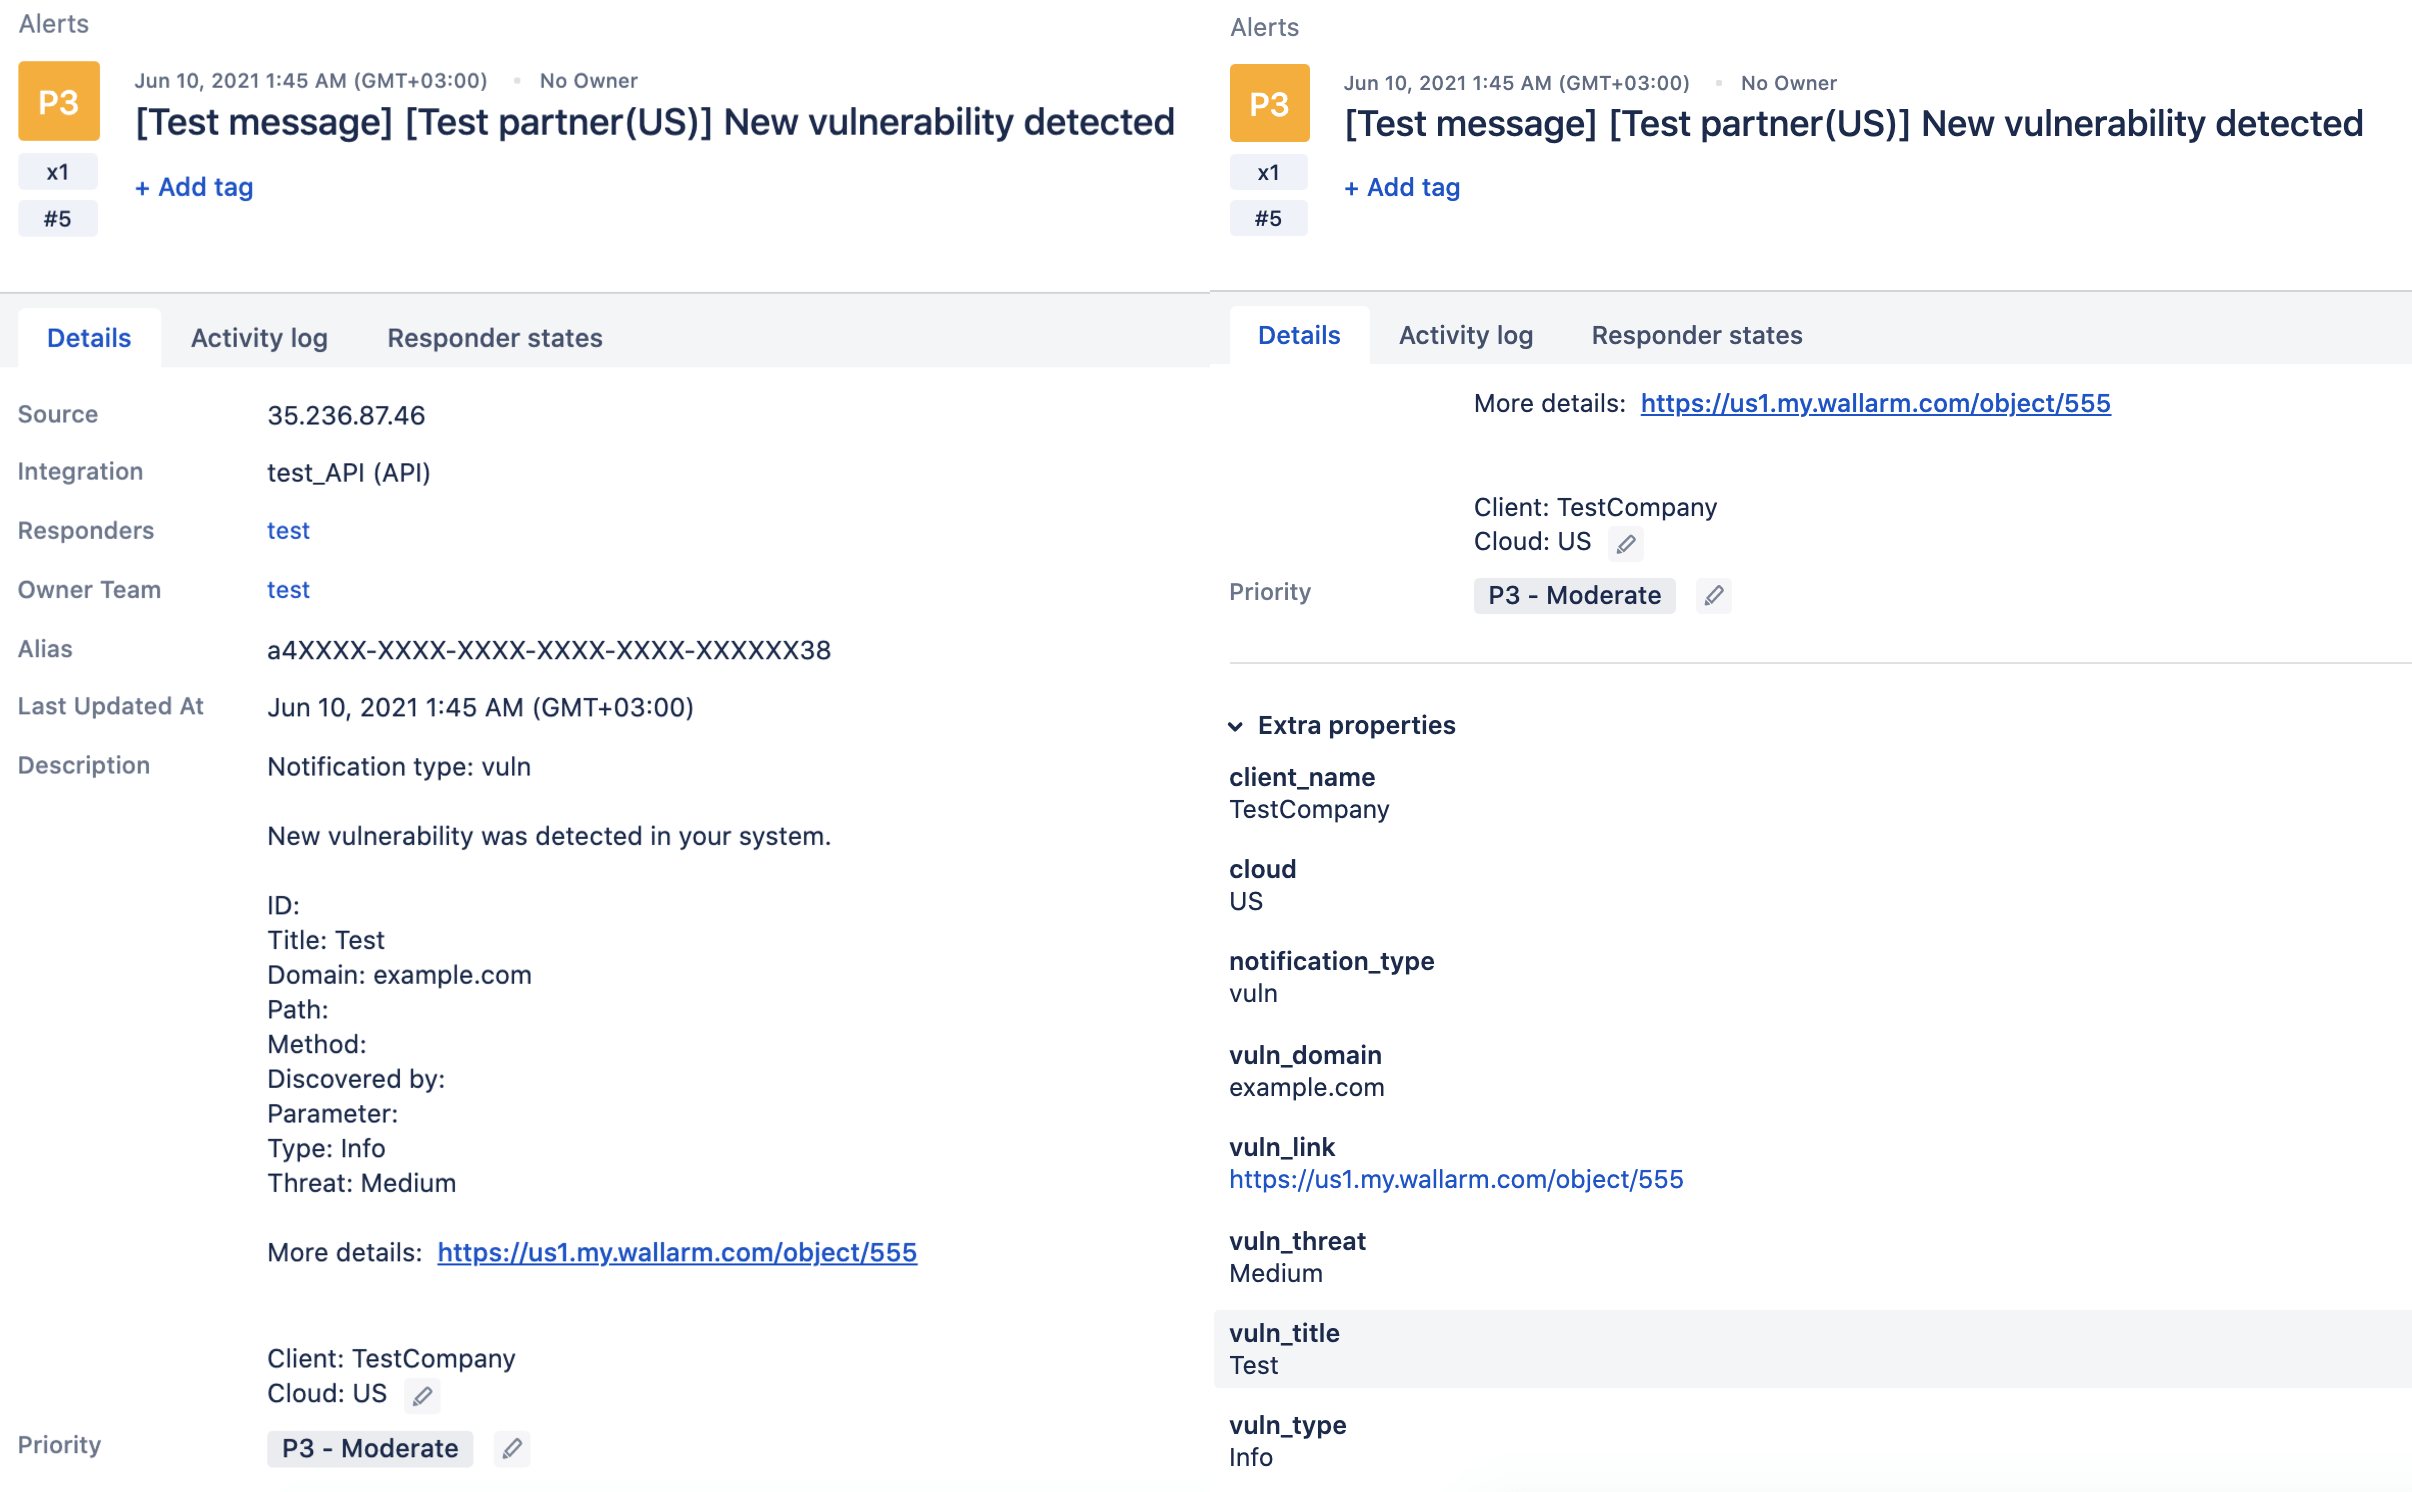 Alerts
P3
Jun 10, 2021 1:45 AM (GMT+03:00) • No Owner
[Test message] [Test partner(US)] New vulnerability detected
x1
+ Add tag
#5
Details Activity log Responder states
Source 35.236.87.46
Integration test_API (API)
Responders test
Owner Team test
Alias a4XXXX-XXXX-XXXX-XXXX-XXXX-XXXXXX38
Last Updated At Jun 10, 2021 1:45 AM (GMT+03:00)
Description Notification type: vuln
New vulnerability was detected in your system.
ID:
Title: Test
Domain: example.com
Path:
Method:
Discovered by:
Parameter:
Type: Info
Threat: Medium
More details: https://us1.my.wallarm.com/object/555
Client: TestCompany
Cloud: US
Priority P3 - Moderate
Alerts
P3
Jun 10, 2021 1:45 AM (GMT+03:00) • No Owner
[Test message] [Test partner(US)] New vulnerability detected
x1
+ Add tag
#5
Details Activity log Responder states
More details: https://us1.my.wallarm.com/object/555
Client: TestCompany
Cloud: US
Priority P3 - Moderate
Extra properties
client_name
TestCompany
cloud
US
notification_type
vuln
vuln_domain
example.com
vuln_link
https://us1.my.wallarm.com/object/555
vuln_threat
Medium
vuln_title
Test
vuln_type
Info